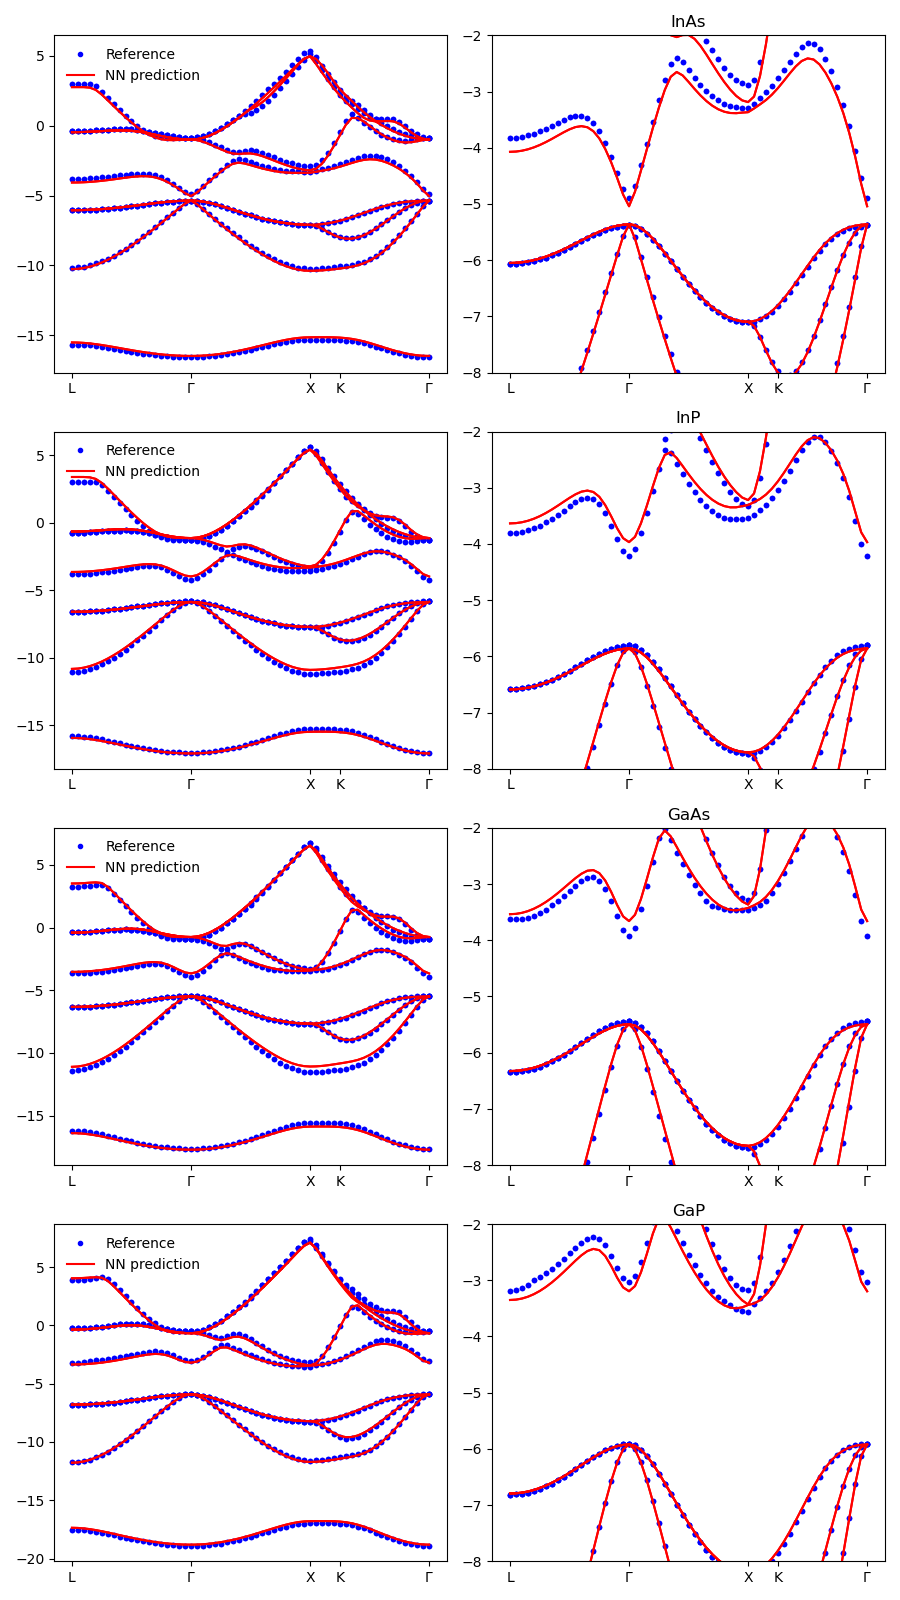 InAs
5
0
−5
−10
−15
Reference
NN prediction
L Γ X K Γ
−2
−3
−4
−5
−6
−7
−8
L Γ X K Γ
InP
5
0
−5
−10
−15
Reference
NN prediction
L Γ X K Γ
−2
−3
−4
−5
−6
−7
−8
L Γ X K Γ
GaAs
5
0
−5
−10
−15
Reference
NN prediction
L Γ X K Γ
−2
−3
−4
−5
−6
−7
−8
L Γ X K Γ
GaP
5
0
−5
−10
−15
−20
Reference
NN prediction
L Γ X K Γ
−2
−3
−4
−5
−6
−7
−8
L Γ X K Γ